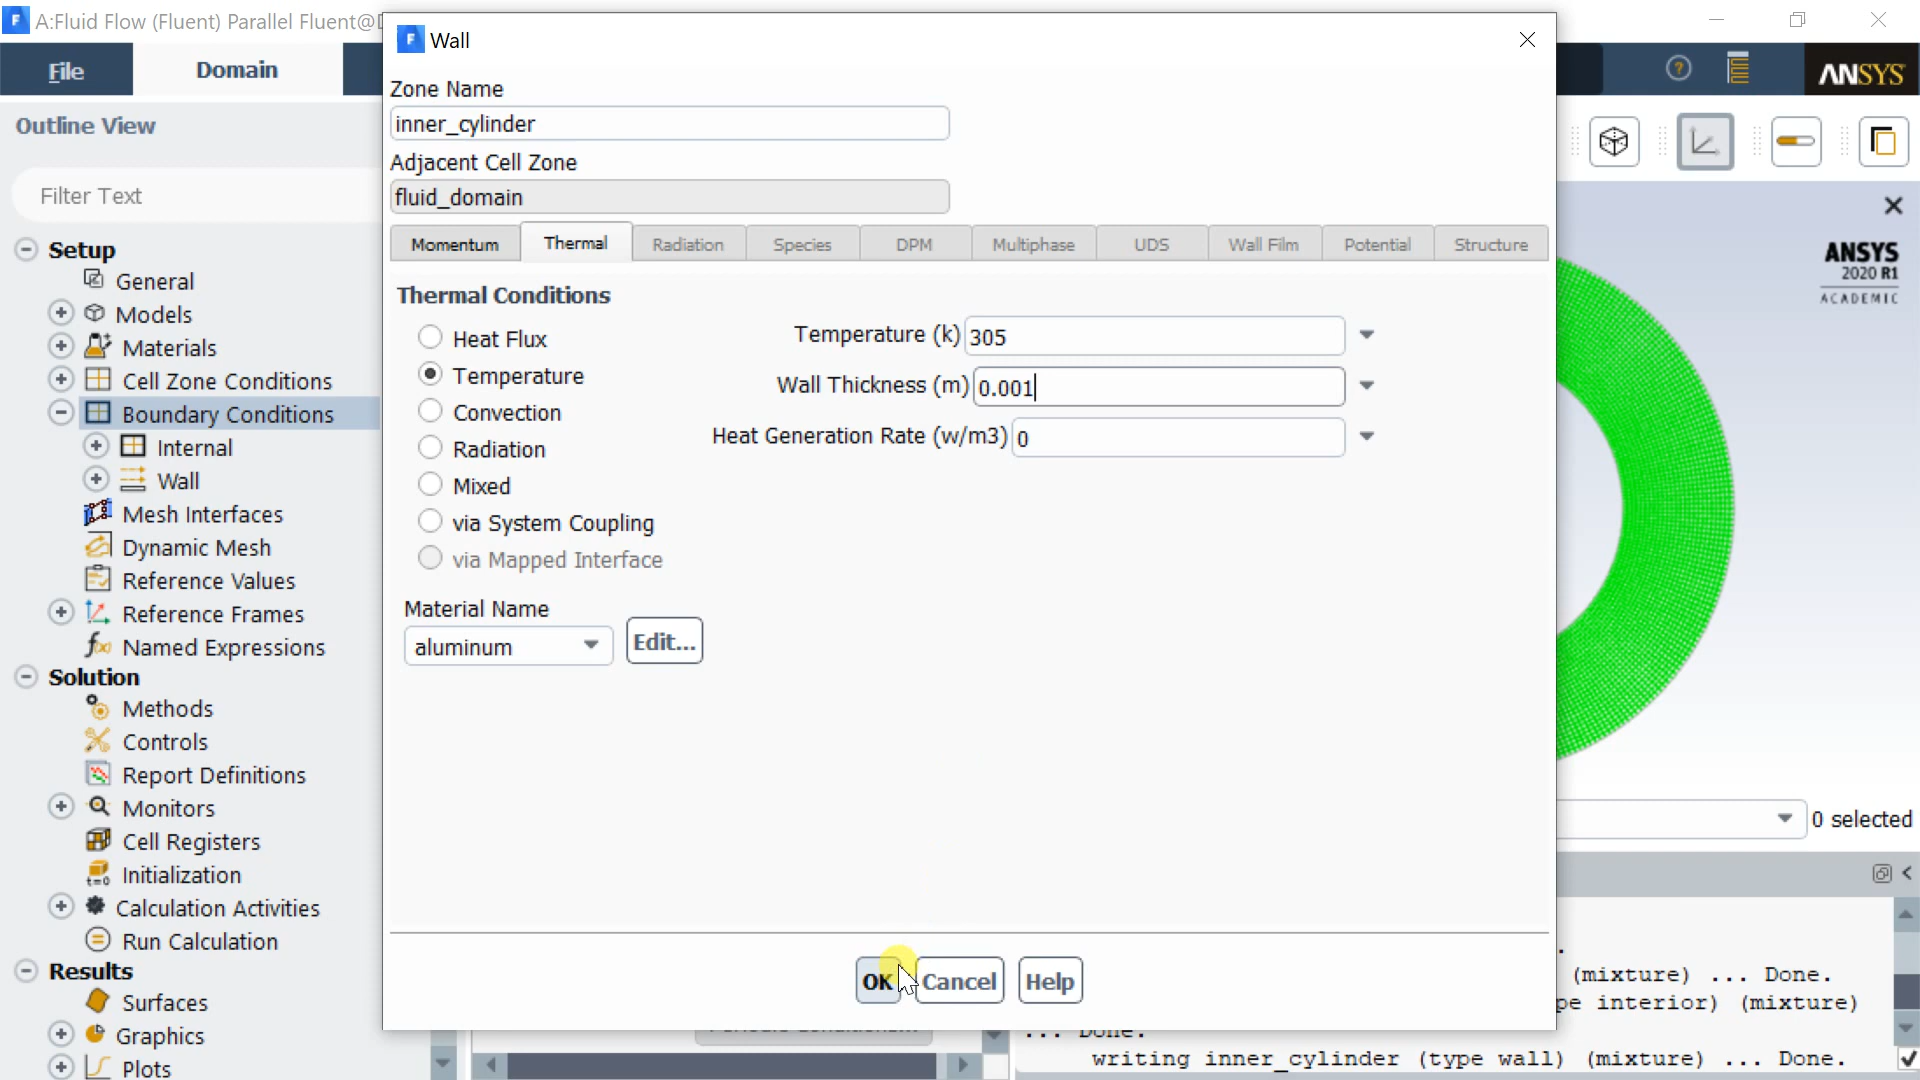 A:Fluid Flow (Fluent) Parallel Fluent@
File
Domain
ANSYS
Outline View
Filter Text
Setup
General
Models
Materials
Cell Zone Conditions
Boundary Conditions
Internal
Wall
Mesh Interfaces
Dynamic Mesh
Reference Values
Reference Frames
Named Expressions
Solution
Methods
Controls
Report Definitions
Monitors
Cell Registers
Initialization
Calculation Activities
Run Calculation
Results
Surfaces
Graphics
Plots
Wall
Zone Name
inner_cylinder
Adjacent Cell Zone
fluid_domain
Momentum
Thermal
Radiation
Species
DPM
Multiphase
UDS
Wall Film
Potential
Structure
Thermal Conditions
Heat Flux
Temperature
Convection
Radiation
Mixed
via System Coupling
via Mapped Interface
Temperature (k) 305
Wall Thickness (m) 0.001
Heat Generation Rate (w/m3) 0
Material Name
aluminum
Edit...
OK
Cancel
Help
ANSYS
2020 R1
ACADEMIC
0 selected
.
(mixture) ... Done.
pe interior) (mixture)
... Done.
writing inner_cylinder (type wall) (mixture) ... Done.